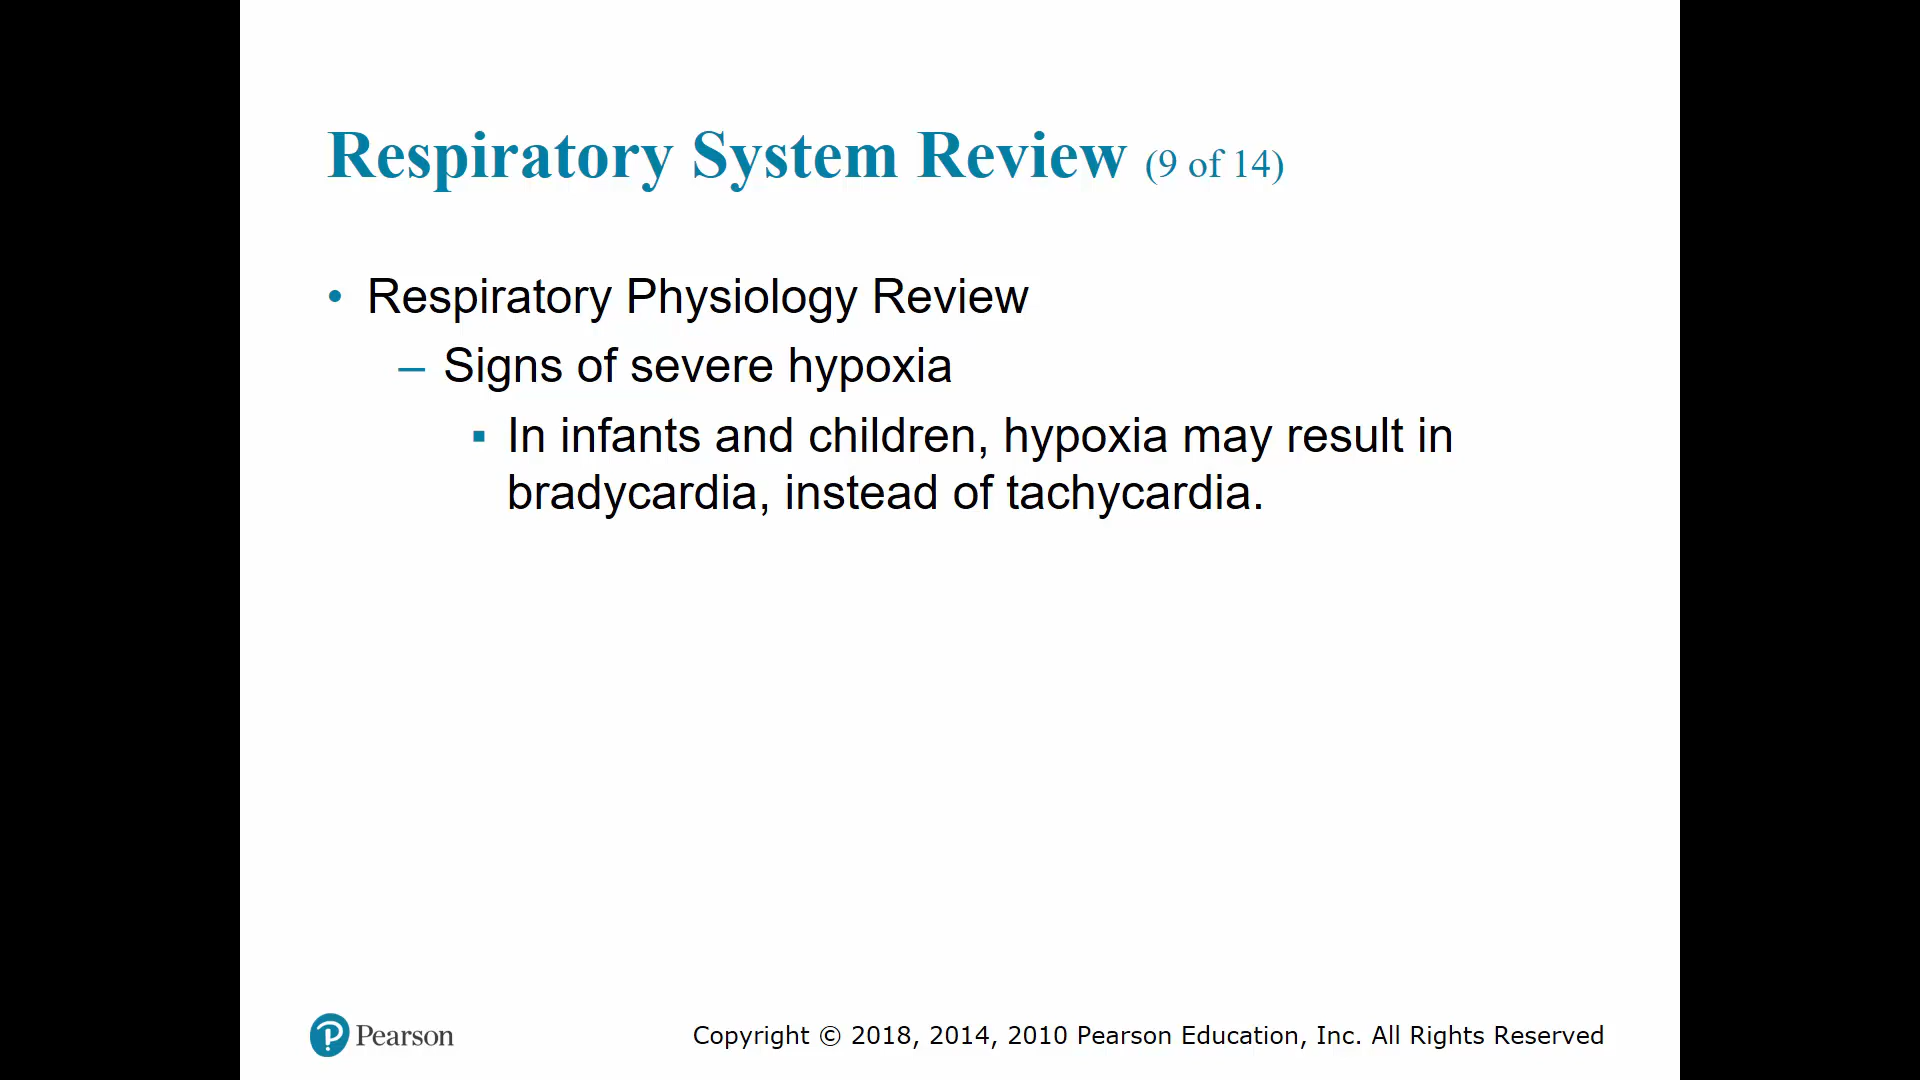 Respiratory System Review (9 of 14)
• Respiratory Physiology Review
– Signs of severe hypoxia
▪ In infants and children, hypoxia may result in
bradycardia, instead of tachycardia.
Pearson
Copyright © 2018, 2014, 2010 Pearson Education, Inc. All Rights Reserved